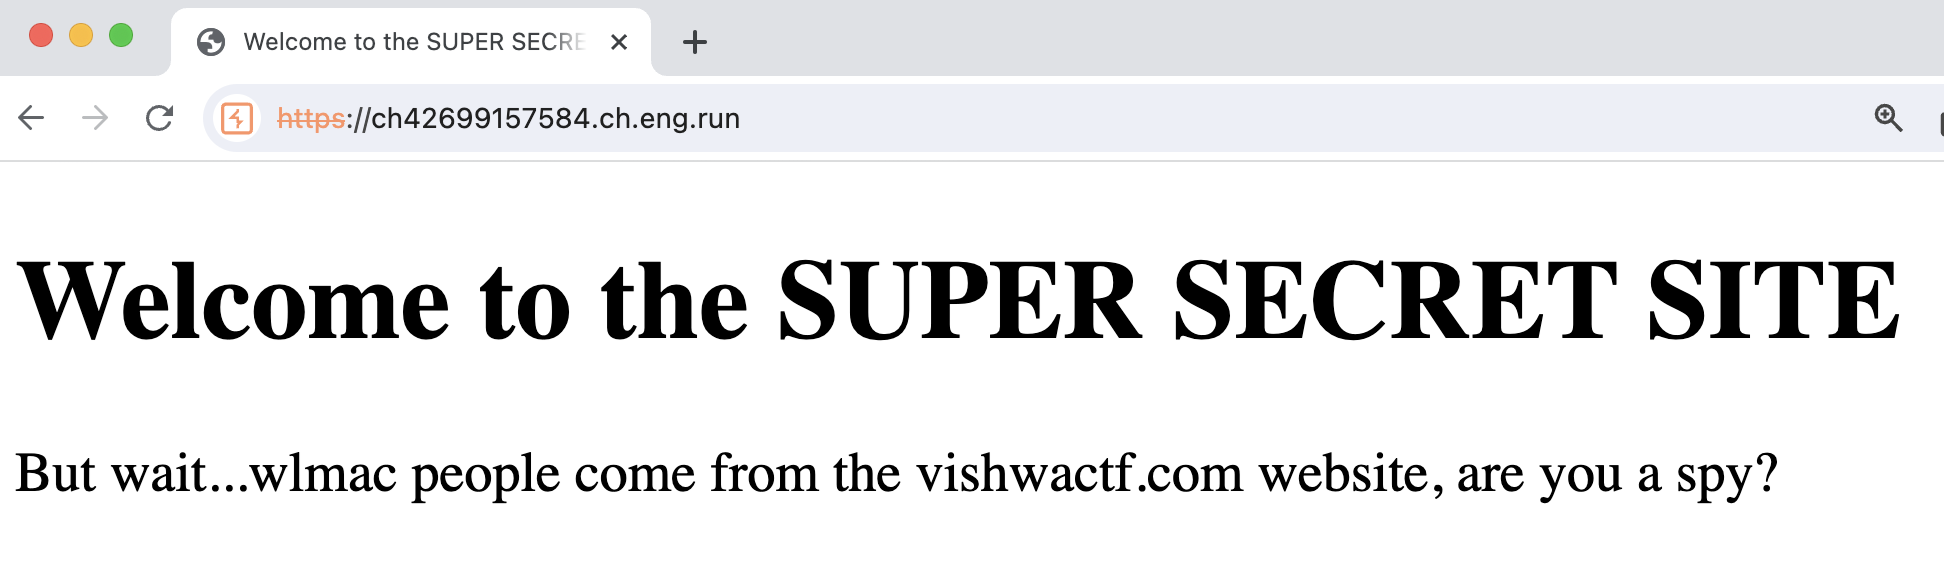 Welcome to the SUPER SECRE
https://ch42699157584.ch.eng.run
Welcome to the SUPER SECRET SITE
But wait...wlmac people come from the vishwactf.com website, are you a spy?